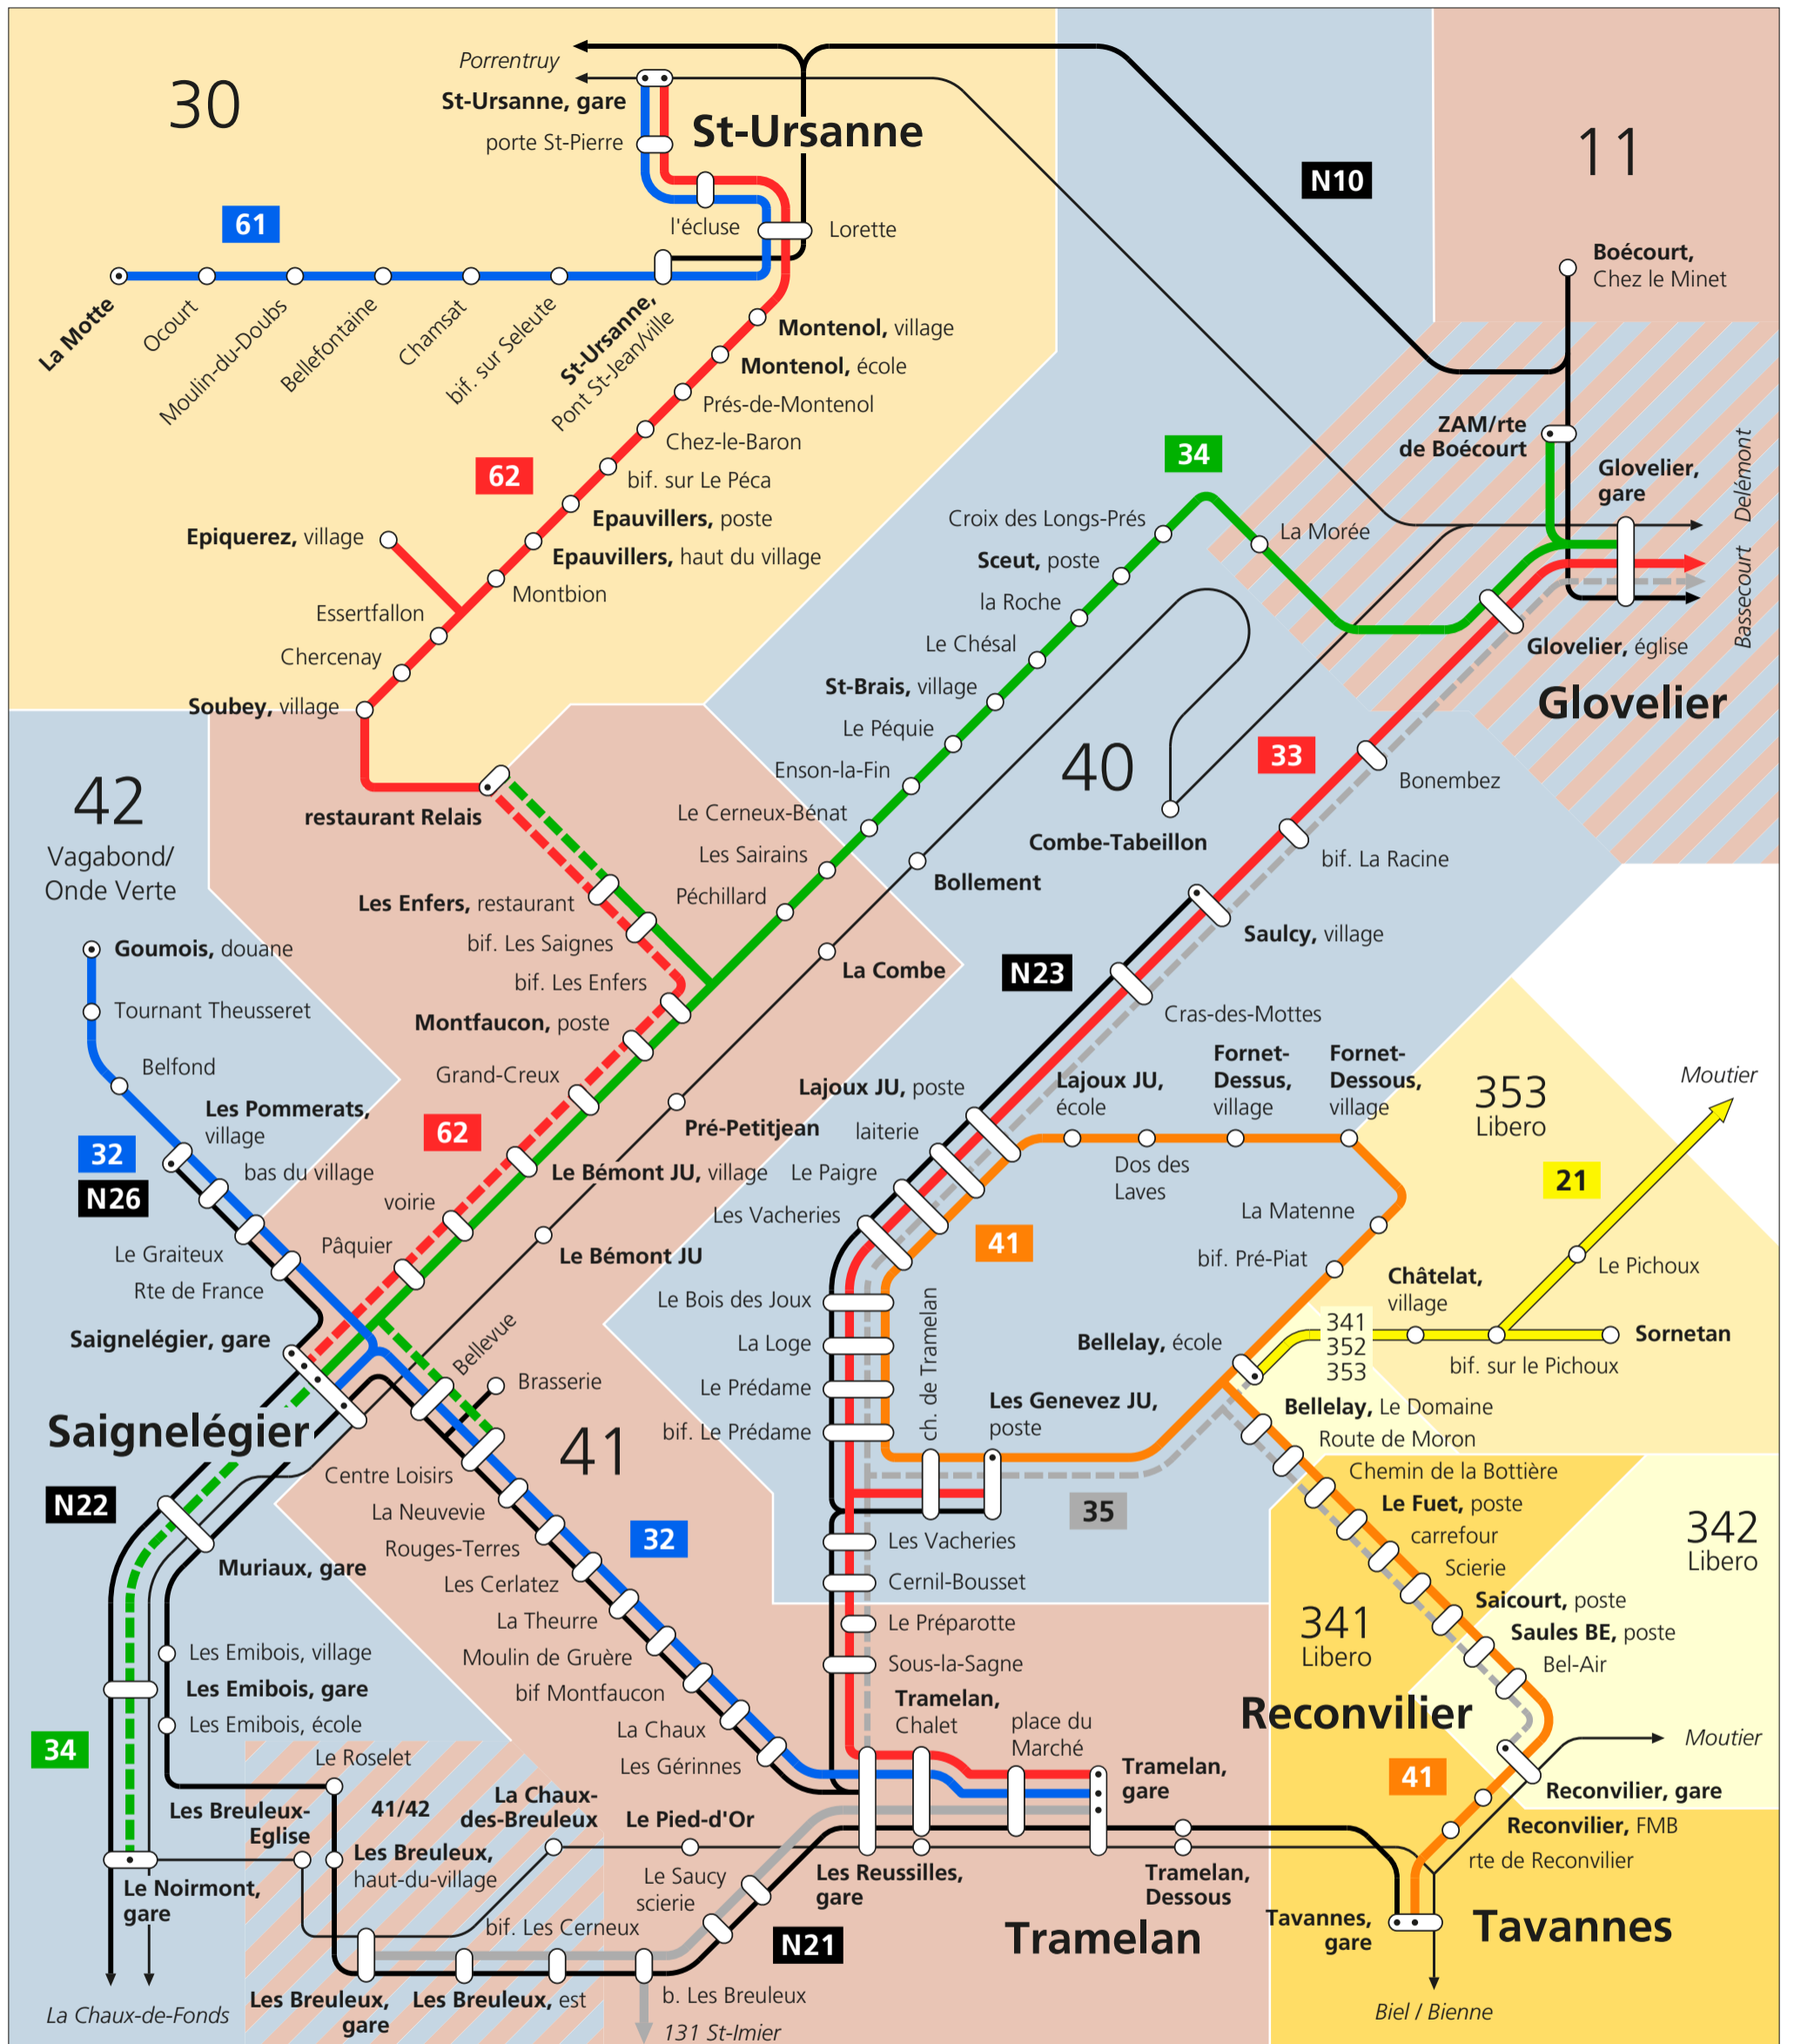 30
Porrentruy
St-Ursanne, gare
porte St-Pierre
St-Ursanne
l'écluse
Lorette
61
La Motte
Ocourt
Moulin-du-Doubs
Bellefontaine
Chamsat
bif. sur Seleute
St-Ursanne,
Pont St-Jean/ville
Montenol, village
Montenol, école
Prés-de-Montenol
Chez-le-Baron
bif. sur Le Péca
Epauvillers, poste
Epauvillers, haut du village
Montbion
62
Epiquerez, village
Essertfallon
Chercenay
Soubey, village
restaurant Relais
N10
11
Boécourt,
Chez le Minet
ZAM/rte
de Boécourt
Glovelier,
gare
Delémont
Bassecourt
Glovelier, église
Glovelier
34
La Morée
Croix des Longs-Prés
Sceut, poste
la Roche
Le Chésal
St-Brais, village
Le Péquie
Enson-la-Fin
Le Cerneux-Bénat
Les Sairains
Péchillard
40
33
Combe-Tabeillon
Bonembez
bif. La Racine
Saulcy, village
Cras-des-Mottes
N23
Bollement
La Combe
42
Vagabond/
Onde Verte
Les Enfers, restaurant
bif. Les Saignes
bif. Les Enfers
Montfaucon, poste
Grand-Creux
62
Pré-Petitjean
Le Bémont JU, village
voirie
Pâquier
Le Bémont JU
Goumois, douane
Tournant Theusseret
Belfond
Les Pommerats,
village
32
N26
bas du village
Le Graiteux
Rte de France
Saignelégier, gare
Saignelégier
Bellevue
Brasserie
Lajoux JU, poste
laiterie
Le Paigre
Les Vacheries
Lajoux JU,
école
Dos des
Laves
Fornet-
Dessus,
village
Fornet-
Dessous,
village
353
Libero
Moutier
21
41
La Matenne
bif. Pré-Piat
Châtelat,
village
Le Pichoux
Sornetan
bif. sur le Pichoux
341
352
353
Bellelay, école
Le Bois des Joux
La Loge
Le Prédame
bif. Le Prédame
ch. de Tramelan
Les Genevez JU,
poste
35
Bellelay, Le Domaine
Route de Moron
Chemin de la Bottière
Le Fuet, poste
carrefour
Scierie
Saicourt, poste
Saules BE, poste
Bel-Air
342
Libero
341
Libero
41
Centre Loisirs
La Neuvevie
Rouges-Terres
Les Cerlatez
La Theurre
Moulin de Gruère
bif Montfaucon
La Chaux
Les Gérinnes
32
N22
Muriaux, gare
Les Emibois, village
Les Emibois, gare
Les Emibois, école
34
Le Roselet
Les Breuleux-
Eglise
41/42
Les Breuleux,
haut-du-village
La Chaux-
des-Breuleux
Le Pied-d'Or
Le Noirmont,
gare
La Chaux-de-Fonds
Les Breuleux,
gare
Les Breuleux, est
bif. Les Cerneux
Le Saucy
scierie
b. Les Breuleux
131 St-Imier
N21
Les Vacheries
Cernil-Bousset
Le Préparotte
Sous-la-Sagne
Tramelan,
Chalet
place du
Marché
Tramelan,
gare
Les Reussilles,
gare
Tramelan,
Dessous
Tramelan
Reconvilier
Moutier
41
Reconvilier, gare
Reconvilier, FMB
rte de Reconvilier
Tavannes,
gare
Tavannes
Biel / Bienne